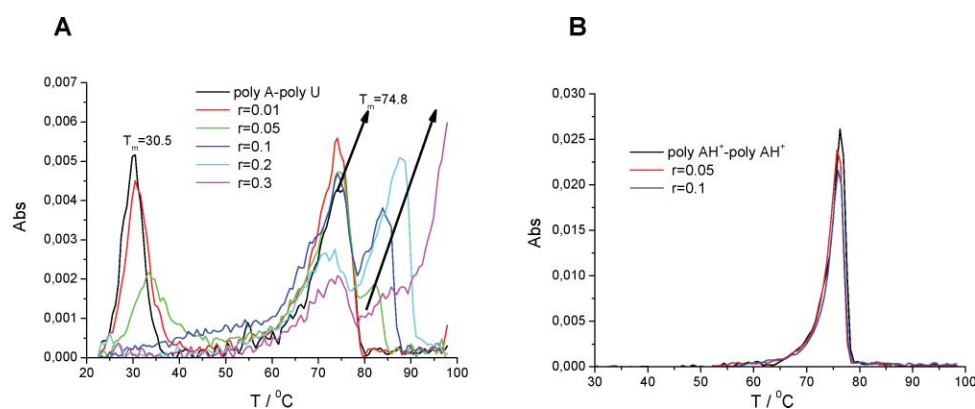 A
Abs
0,007
0,006
0,005
0,004
0,003
0,002
0,001
0,000
Tm=30.5
poly A-poly U
r=0.01
r=0.05
r=0.1
r=0.2
r=0.3
Tm=74.8
20 30 40 50 60 70 80 90 100
T / °C
B
Abs
0,030
0,025
0,020
0,015
0,010
0,005
0,000
poly AH⁺-poly AH⁺
r=0.05
r=0.1
30 40 50 60 70 80 90 100
T / °C